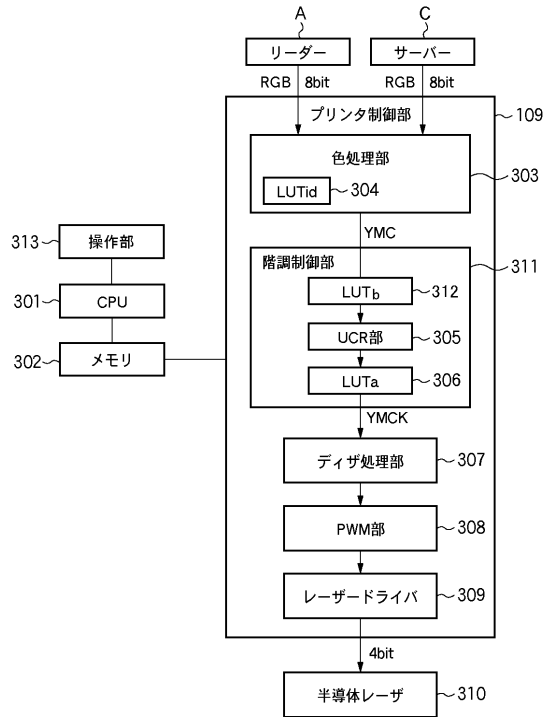 A
C
リーダー
サーバー
RGB 8bit
RGB 8bit
プリンタ制御部
109
色処理部
303
LUTid
304
YMC
313
操作部
階調制御部
311
301
CPU
LUTb
312
302
メモリ
UCR部
305
LUTa
306
YMCK
ディザ処理部
307
PWM部
308
レーザードライバ
309
4bit
半導体レーザ
310